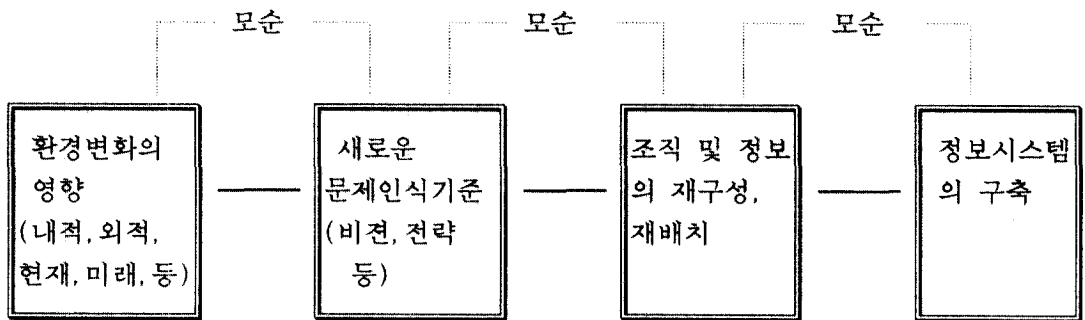 모순 모순 모순
환경변화의
영향
(내적, 외적,
현재, 미래, 등)
새로운
문제인식기준
(비젼, 전략
등)
조직 및 정보
의 재구성,
재배치
정보시스템
의 구축